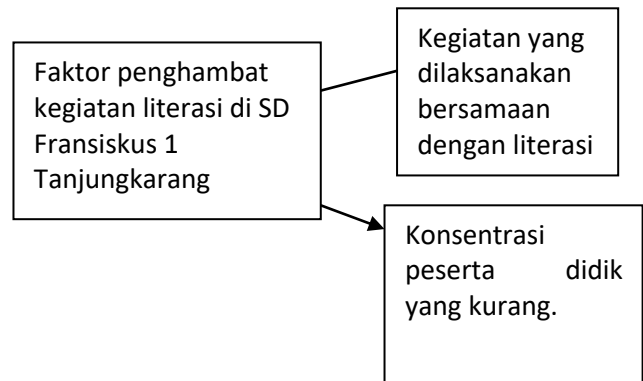 Faktor penghambat
kegiatan literasi di SD
Fransiskus 1
Tanjungkarang
Kegiatan yang
dilaksanakan
bersamaan
dengan literasi
Konsentrasi
peserta didik
yang kurang.